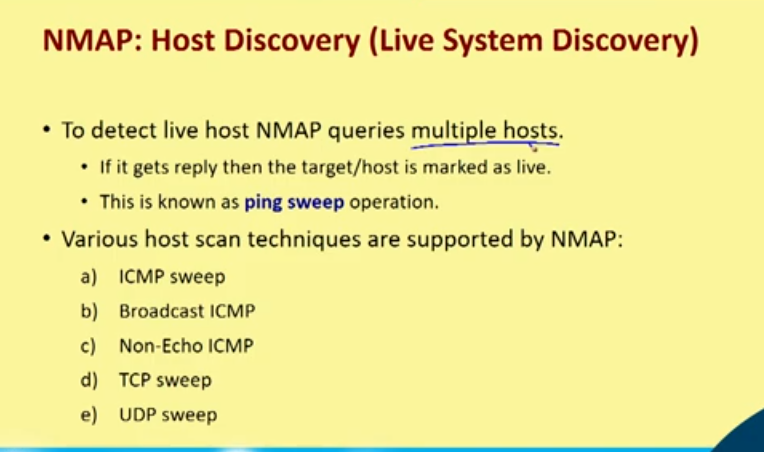 NMAP: Host Discovery (Live System Discovery)
• To detect live host NMAP queries multiple hosts.
• If it gets reply then the target/host is marked as live.
• This is known as ping sweep operation.
• Various host scan techniques are supported by NMAP:
a) ICMP sweep
b) Broadcast ICMP
c) Non-Echo ICMP
d) TCP sweep
e) UDP sweep